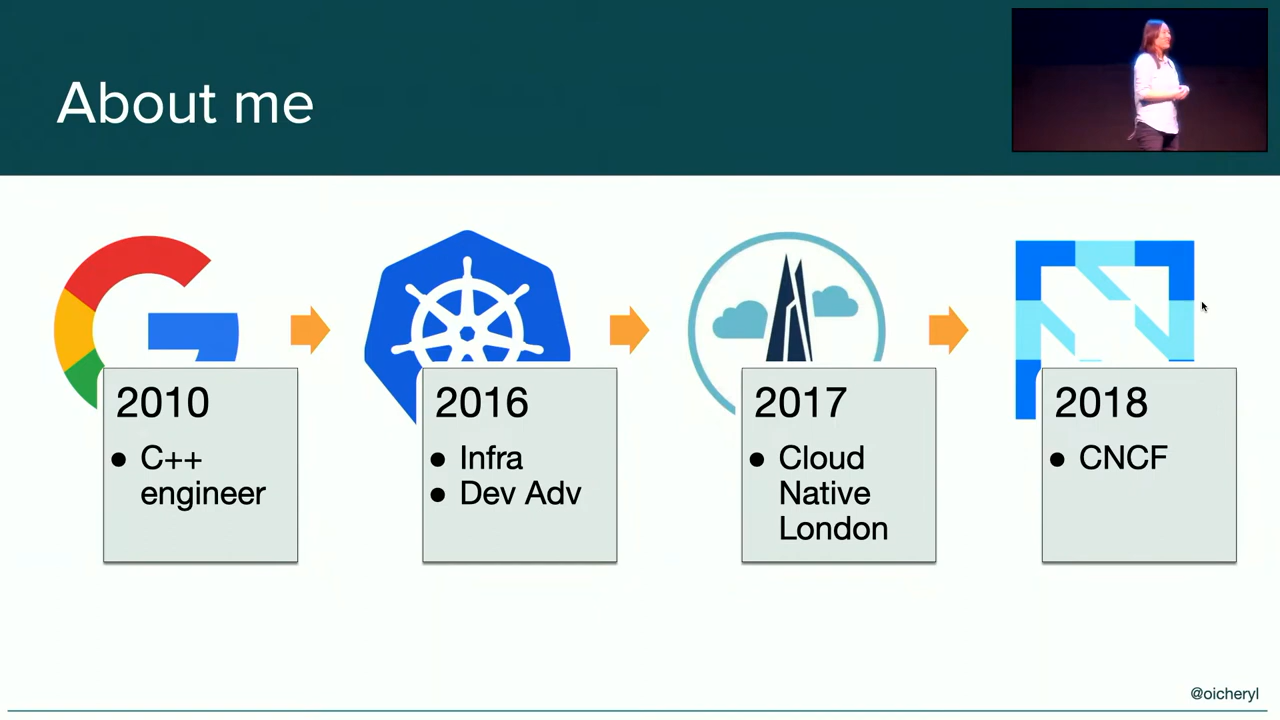 About me
2010
● C++
engineer
2016
● Infra
● Dev Adv
2017
● Cloud
Native
London
2018
● CNCF
@oicheryl